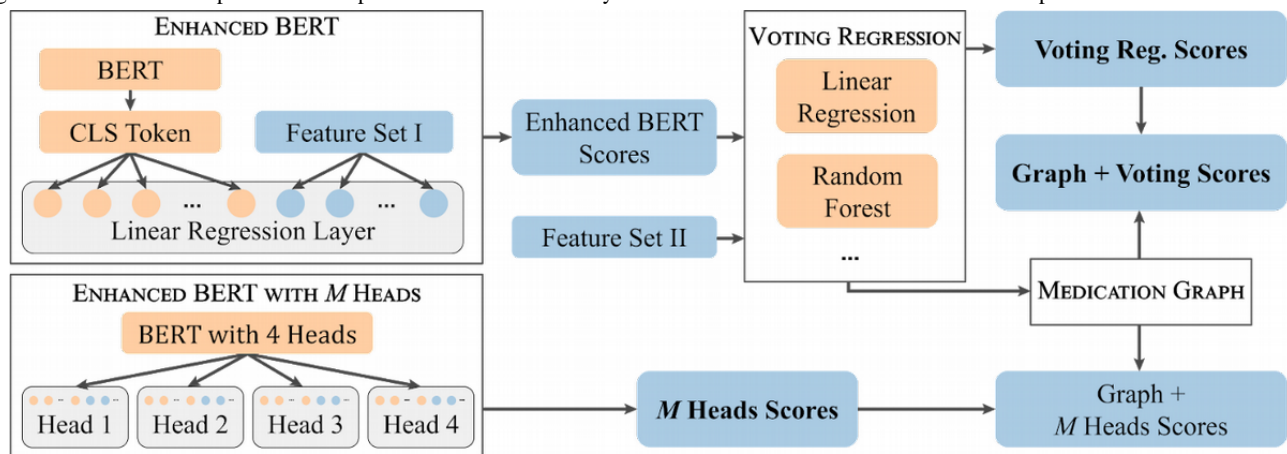 ENHANCED BERT
BERT
CLS Token
Feature Set I
...
...
Linear Regression Layer
Enhanced BERT
Scores
Feature Set II
VOTING REGRESSION
Linear
Regression
Random
Forest
...
Voting Reg. Scores
Graph + Voting Scores
MEDICATION GRAPH
ENHANCED BERT WITH M HEADS
BERT with 4 Heads
Head 1
Head 2
Head 3
Head 4
M Heads Scores
Graph +
M Heads Scores